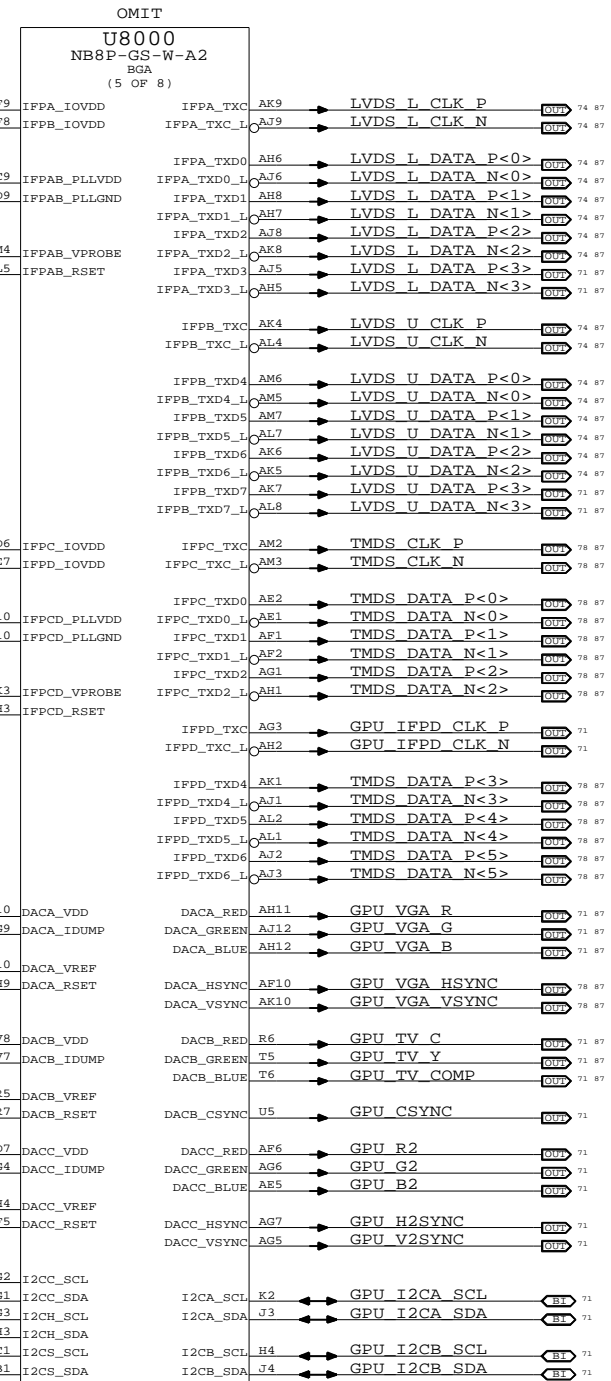 OMIT
U8000
NB8P-GS-W-A2
BGA
(5 OF 8)
IFPA_IOVDD IFPA_TXC AK9 LVDS_L_CLK_P OUT 74 87
IFPB_IOVDD IFPA_TXC_L AJ9 LVDS_L_CLK_N OUT 74 87
IFPA_TXD0 AH6 LVDS_L_DATA_P<0> OUT 74 87
IFPAB_PLLVDD IFPA_TXD0_L AJ6 LVDS_L_DATA_N<0> OUT 74 87
IFPAB_PLLGND IFPA_TXD1 AH8 LVDS_L_DATA_P<1> OUT 74 87
IFPA_TXD1_L AH7 LVDS_L_DATA_N<1> OUT 74 87
IFPA_TXD2 AJ8 LVDS_L_DATA_P<2> OUT 74 87
IFPAB_VPROBE IFPA_TXD2_L AK8 LVDS_L_DATA_N<2> OUT 74 87
IFPAB_RSET IFPA_TXD3 AJ5 LVDS_L_DATA_P<3> OUT 71 87
IFPA_TXD3_L AH5 LVDS_L_DATA_N<3> OUT 71 87
IFPB_TXC AK4 LVDS_U_CLK_P OUT 74 87
IFPB_TXC_L AL4 LVDS_U_CLK_N OUT 74 87
IFPB_TXD4 AM6 LVDS_U_DATA_P<0> OUT 74 87
IFPB_TXD4_L AM5 LVDS_U_DATA_N<0> OUT 74 87
IFPB_TXD5 AM7 LVDS_U_DATA_P<1> OUT 74 87
IFPB_TXD5_L AL7 LVDS_U_DATA_N<1> OUT 74 87
IFPB_TXD6 AK6 LVDS_U_DATA_P<2> OUT 74 87
IFPB_TXD6_L AK5 LVDS_U_DATA_N<2> OUT 74 87
IFPB_TXD7 AK7 LVDS_U_DATA_P<3> OUT 71 87
IFPB_TXD7_L AL8 LVDS_U_DATA_N<3> OUT 71 87
IFPC_IOVDD IFPC_TXC AM2 TMDS_CLK_P OUT 78 87
IFPD_IOVDD IFPC_TXC_L AM3 TMDS_CLK_N OUT 78 87
IFPC_TXD0 AE2 TMDS_DATA_P<0> OUT 78 87
IFPCD_PLLVDD IFPC_TXD0_L AE1 TMDS_DATA_N<0> OUT 78 87
IFPCD_PLLGND IFPC_TXD1 AF1 TMDS_DATA_P<1> OUT 78 87
IFPC_TXD1_L AF2 TMDS_DATA_N<1> OUT 78 87
IFPC_TXD2 AG1 TMDS_DATA_P<2> OUT 78 87
IFPCD_VPROBE IFPC_TXD2_L AH1 TMDS_DATA_N<2> OUT 78 87
IFPCD_RSET
IFPD_TXC AG3 GPU_IFPD_CLK_P OUT 71
IFPD_TXC_L AH2 GPU_IFPD_CLK_N OUT 71
IFPD_TXD4 AK1 TMDS_DATA_P<3> OUT 78 87
IFPD_TXD4_L AJ1 TMDS_DATA_N<3> OUT 78 87
IFPD_TXD5 AL2 TMDS_DATA_P<4> OUT 78 87
IFPD_TXD5_L AL1 TMDS_DATA_N<4> OUT 78 87
IFPD_TXD6 AJ2 TMDS_DATA_P<5> OUT 78 87
IFPD_TXD6_L AJ3 TMDS_DATA_N<5> OUT 78 87
DACA_VDD DACA_RED AH11 GPU_VGA_R OUT 71 87
DACA_IDUMP DACA_GREEN AJ12 GPU_VGA_G OUT 71 87
DACA_BLUE AH12 GPU_VGA_B OUT 71 87
DACA_VREF
DACA_RSET DACA_HSYNC AF10 GPU_VGA_HSYNC OUT 78 87
DACA_VSYNC AK10 GPU_VGA_VSYNC OUT 78 87
DACB_VDD DACB_RED R6 GPU_TV_C OUT 71 87
DACB_IDUMP DACB_GREEN T5 GPU_TV_Y OUT 71 87
DACB_BLUE T6 GPU_TV_COMP OUT 71 87
DACB_VREF
DACB_RSET DACB_CSYNC U5 GPU_CSYNC OUT 71
DACC_VDD DACC_RED AF6 GPU_R2 OUT 71
DACC_IDUMP DACC_GREEN AG6 GPU_G2 OUT 71
DACC_BLUE AE5 GPU_B2 OUT 71
DACC_VREF
DACC_RSET DACC_HSYNC AG7 GPU_H2SYNC OUT 71
DACC_VSYNC AG5 GPU_V2SYNC OUT 71
I2CC_SCL
I2CC_SDA I2CA_SCL K2 GPU_I2CA_SCL BI 71
I2CH_SCL I2CA_SDA J3 GPU_I2CA_SDA BI 71
I2CH_SDA
I2CS_SCL I2CB_SCL H4 GPU_I2CB_SCL BI 71
I2CS_SDA I2CB_SDA J4 GPU_I2CB_SDA BI 71